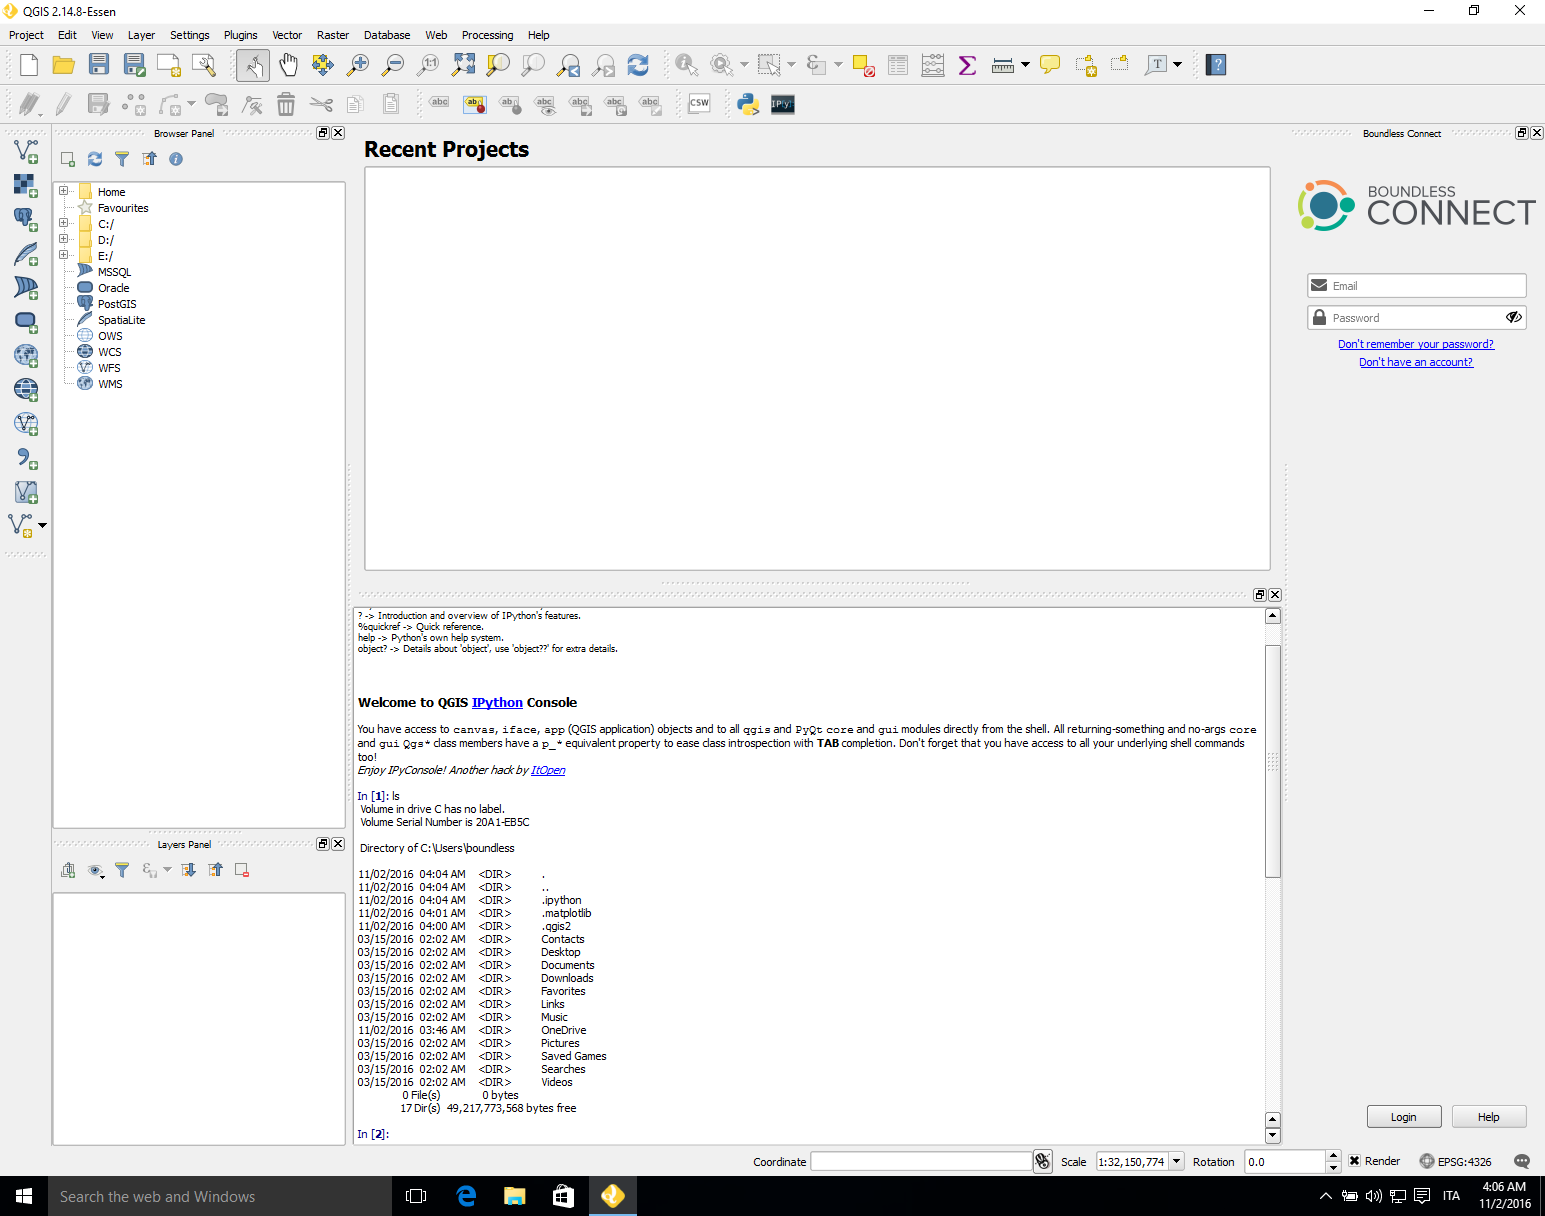 QGIS 2.14.8-Essen
Project Edit View Layer Settings Plugins Vector Raster Database Web Processing Help
1:1
T
?
abc abc abc abc abc abc abc CSW IPy:
Browser Panel
Home
Favourites
C:/
D:/
E:/
MSSQL
Oracle
PostGIS
SpatiaLite
OWS
WCS
WFS
WMS
Layers Panel
Recent Projects
? -> Introduction and overview of IPython's features.
%quickref -> Quick reference.
help -> Python's own help system.
object? -> Details about 'object', use 'object??' for extra details.
Welcome to QGIS IPython Console
You have access to canvas, iface, app (QGIS application) objects and to all qgis and PyQt core and gui modules directly from the shell. All returning-something and no-args core
and gui Qgs* class members have a p_* equivalent property to ease class introspection with TAB completion. Don't forget that you have access to all your underlying shell commands
too!
Enjoy IPyConsole! Another hack by ItOpen
In [1]: ls
Volume in drive C has no label.
Volume Serial Number is 20A1-EB5C
Directory of C:\Users\boundless
11/02/2016 04:04 AM <DIR> .
11/02/2016 04:04 AM <DIR> ..
11/02/2016 04:04 AM <DIR> .ipython
11/02/2016 04:01 AM <DIR> .matplotlib
11/02/2016 04:00 AM <DIR> .qgis2
03/15/2016 02:02 AM <DIR> Contacts
03/15/2016 02:02 AM <DIR> Desktop
03/15/2016 02:02 AM <DIR> Documents
03/15/2016 02:02 AM <DIR> Downloads
03/15/2016 02:02 AM <DIR> Favorites
03/15/2016 02:02 AM <DIR> Links
03/15/2016 02:02 AM <DIR> Music
11/02/2016 03:46 AM <DIR> OneDrive
03/15/2016 02:02 AM <DIR> Pictures
03/15/2016 02:02 AM <DIR> Saved Games
03/15/2016 02:02 AM <DIR> Searches
03/15/2016 02:02 AM <DIR> Videos
0 File(s) 0 bytes
17 Dir(s) 49,217,773,568 bytes free
In [2]:
Boundless Connect
BOUNDLESS
CONNECT
Email
Password
Don't remember your password?
Don't have an account?
Login Help
Coordinate Scale 1:32,150,774 Rotation 0.0 Render EPSG:4326
Search the web and Windows
ITA
4:06 AM
11/2/2016